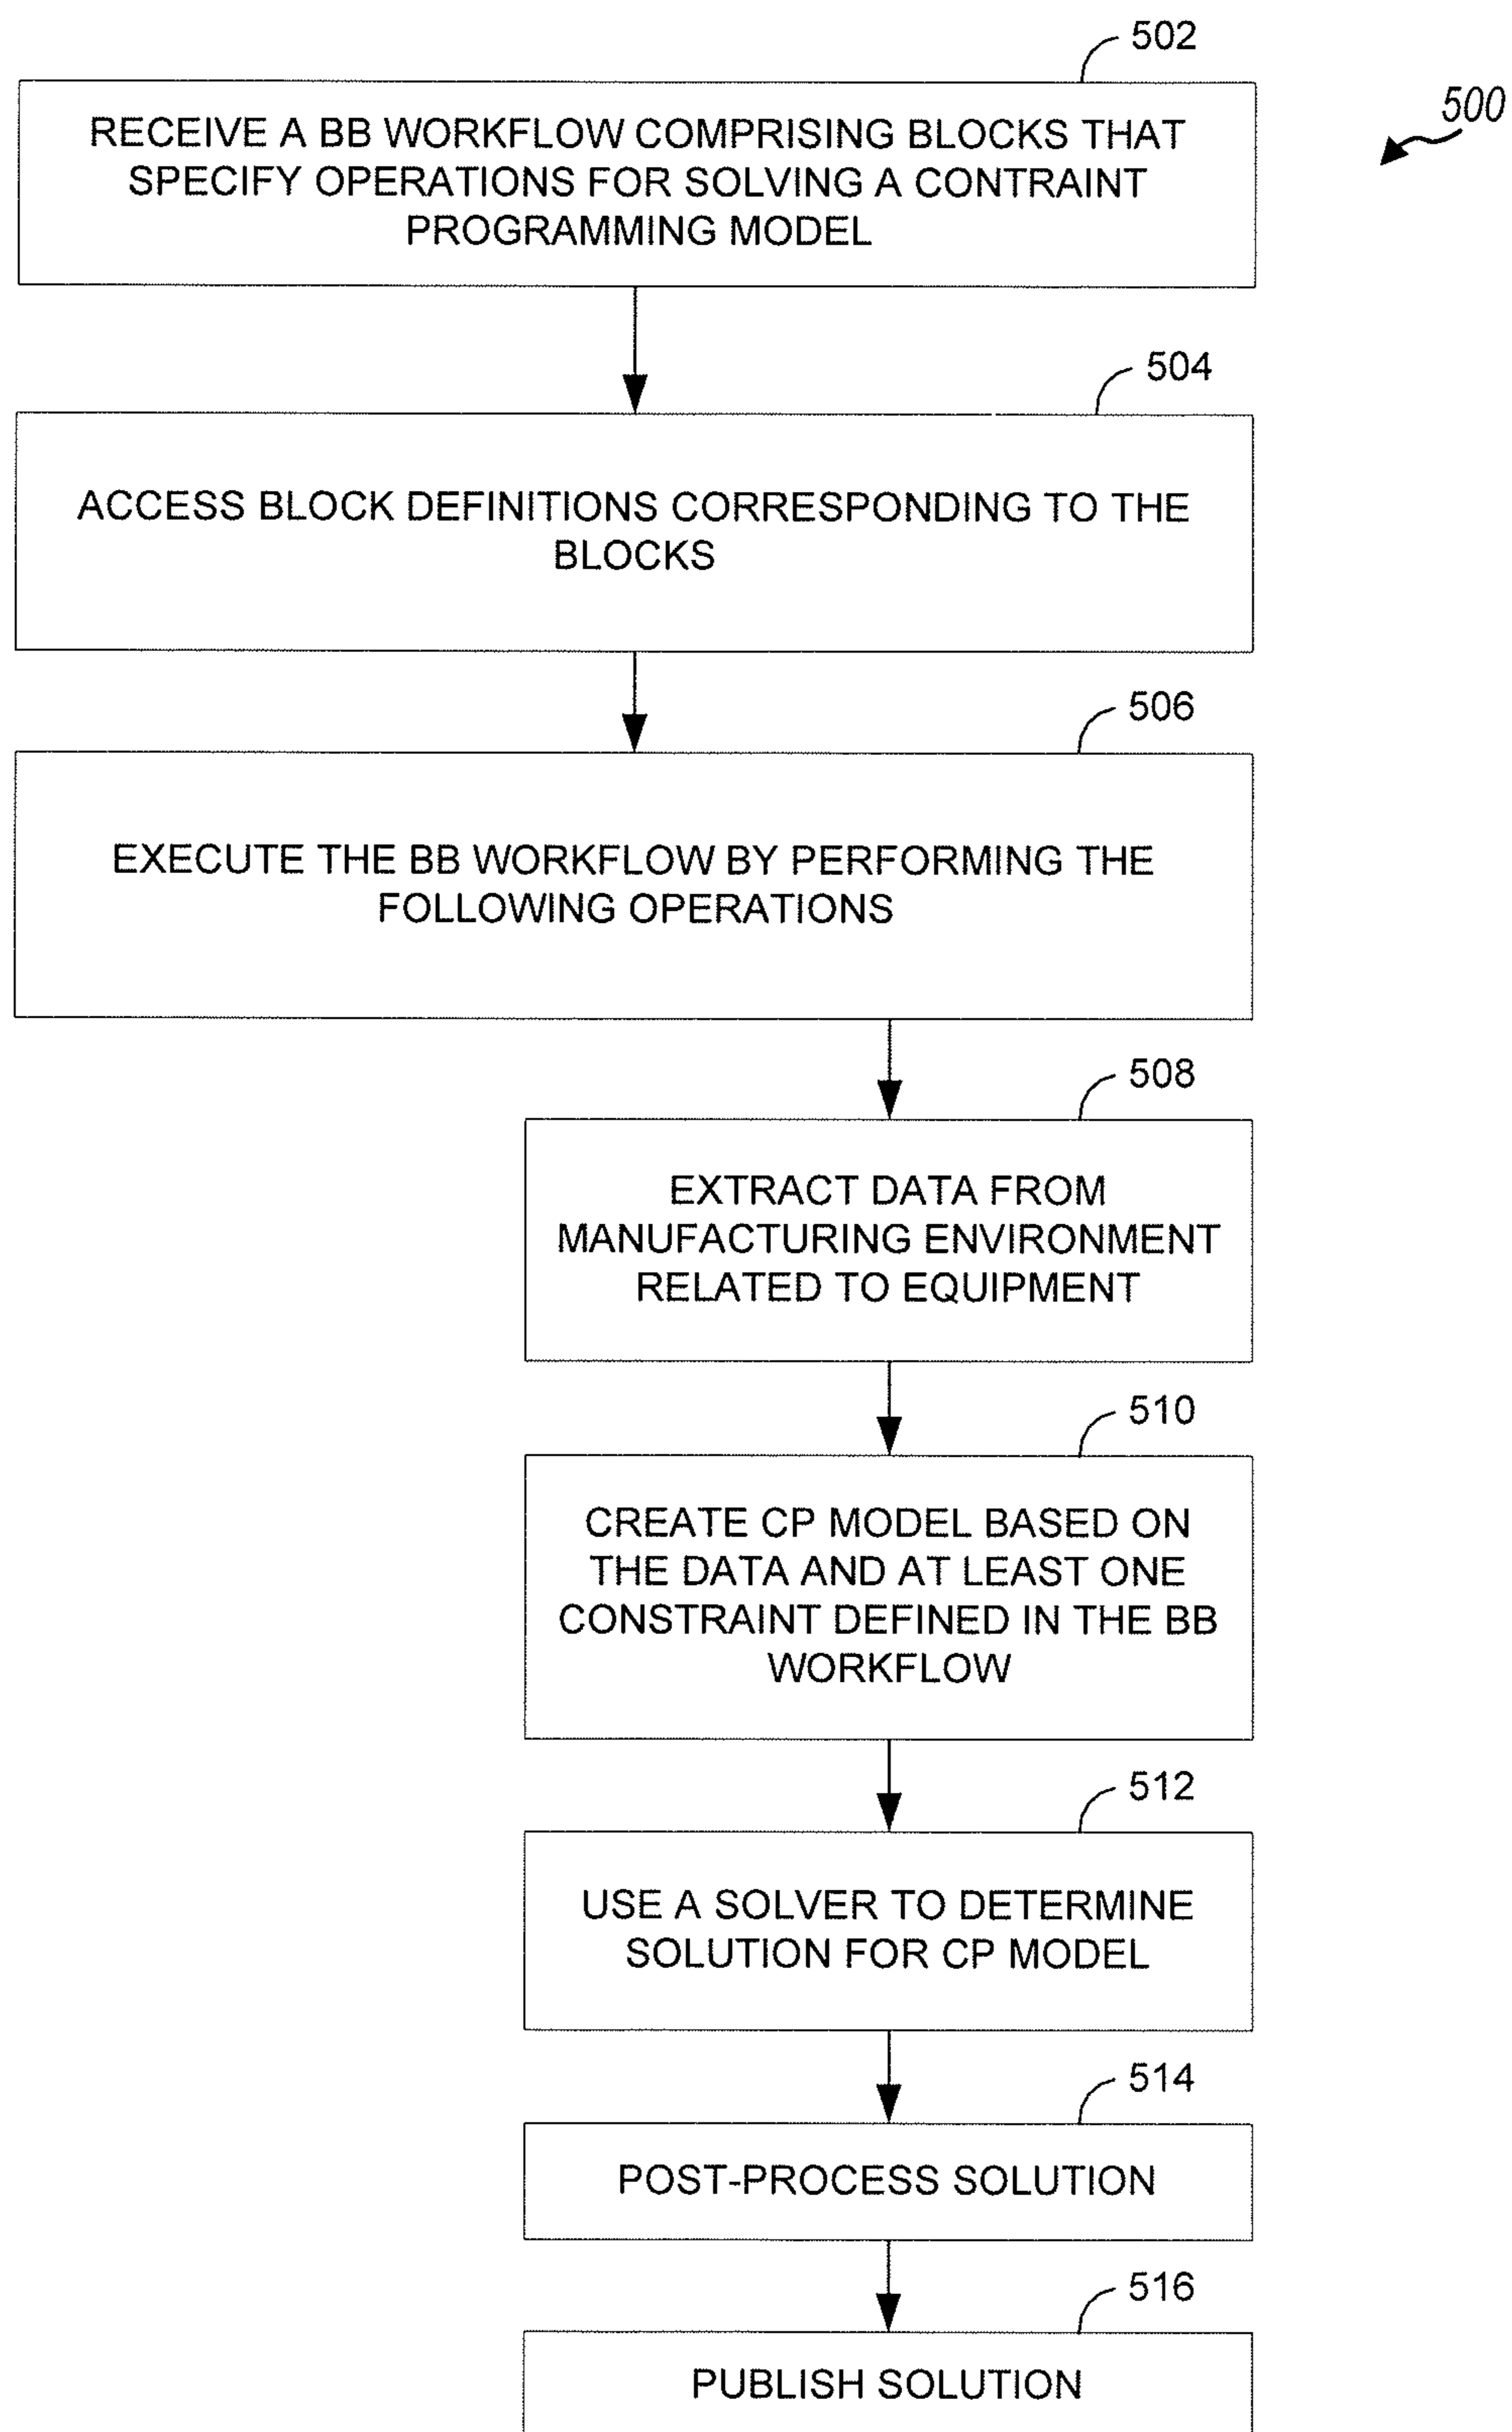 502
500
RECEIVE A BB WORKFLOW COMPRISING BLOCKS THAT
SPECIFY OPERATIONS FOR SOLVING A CONTRAINT
PROGRAMMING MODEL
504
ACCESS BLOCK DEFINITIONS CORRESPONDING TO THE
BLOCKS
506
EXECUTE THE BB WORKFLOW BY PERFORMING THE
FOLLOWING OPERATIONS
508
EXTRACT DATA FROM
MANUFACTURING ENVIRONMENT
RELATED TO EQUIPMENT
510
CREATE CP MODEL BASED ON
THE DATA AND AT LEAST ONE
CONSTRAINT DEFINED IN THE BB
WORKFLOW
512
USE A SOLVER TO DETERMINE
SOLUTION FOR CP MODEL
514
POST-PROCESS SOLUTION
516
PUBLISH SOLUTION